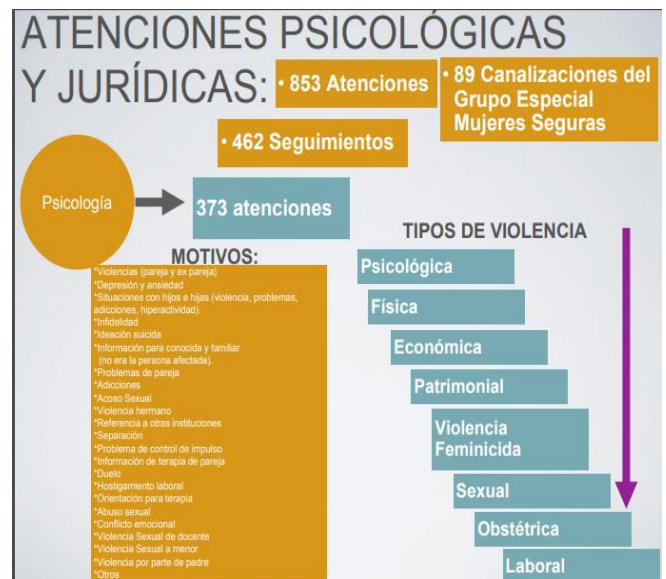 ATENCIONES PSICOLÓGICAS
Y JURÍDICAS:
• 853 Atenciones
• 89 Canalizaciones del
Grupo Especial
Mujeres Seguras
• 462 Seguimientos
Psicología
373 atenciones
MOTIVOS:
*Violencias (pareja y ex pareja)
*Depresión y ansiedad
*Situaciones con hijos e hijas (violencia, problemas,
adicciones, hiperactividad).
*Infidelidad
*Ideación suicida
*Información para conocida y familiar
(no era la persona afectada).
*Problemas de pareja
*Adicciones
*Acoso Sexual
*Violencia hermano
*Referencia a otras instituciones
*Separación
*Problema de control de impulso
*Información de terapia de pareja
*Duelo
*Hostigamiento laboral
*Orientación para terapia
*Abuso sexual
*Conflicto emocional
*Violencia Sexual de docente
*Violencia Sexual a menor
*Violencia por parte de padre
*Otros
TIPOS DE VIOLENCIA
Psicológica
Física
Económica
Patrimonial
Violencia
Feminicida
Sexual
Obstétrica
Laboral